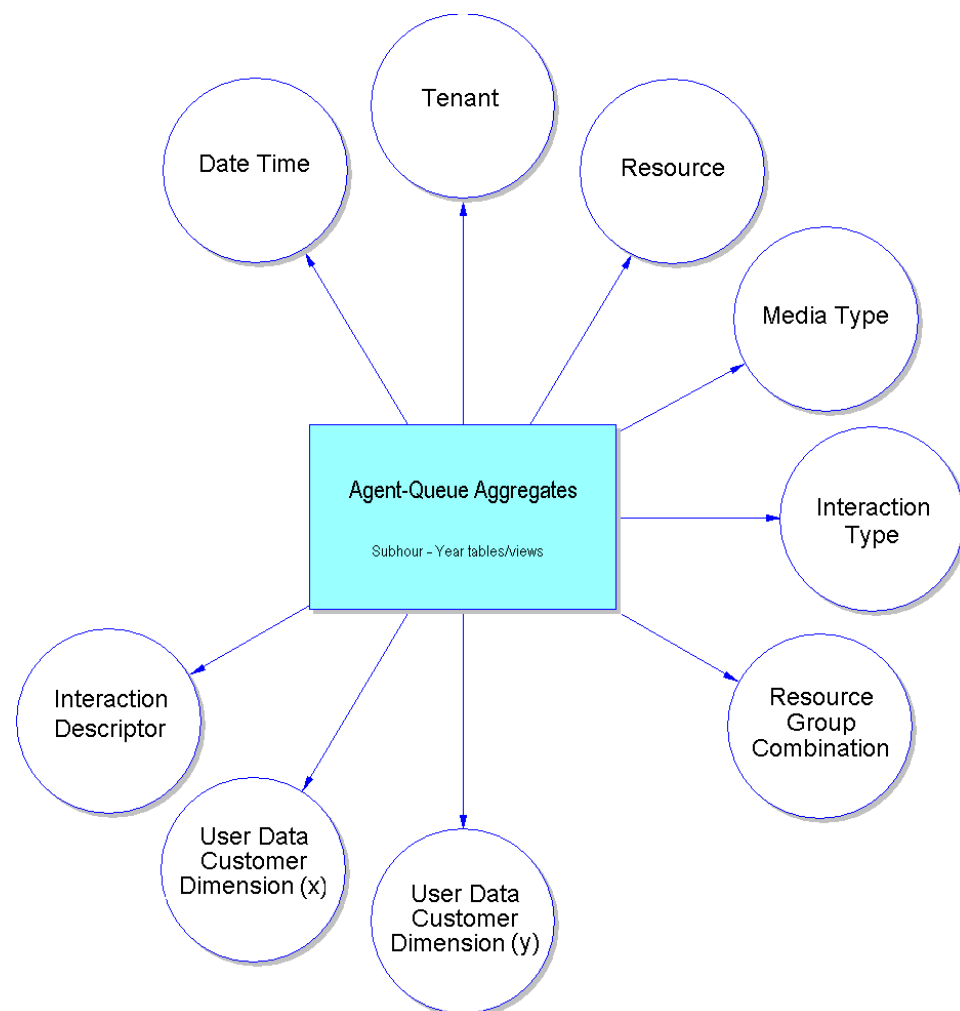 Tenant
Date Time
Resource
Media Type
Agent-Queue Aggregates
Subhour - Year tables/views
Interaction
Type
Interaction
Descriptor
Resource
Group
Combination
User Data
Customer
Dimension (x)
User Data
Customer
Dimension (y)